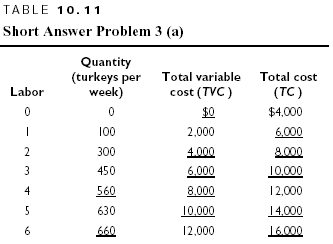 TABLE 10.11
Short Answer Problem 3 (a)
Labor Quantity (turkeys per week) Total variable cost (TVC) Total cost (TC)
0 0 $0 $4,000
1 100 2,000 6,000
2 300 4,000 8,000
3 450 6,000 10,000
4 560 8,000 12,000
5 630 10,000 14,000
6 660 12,000 16,000